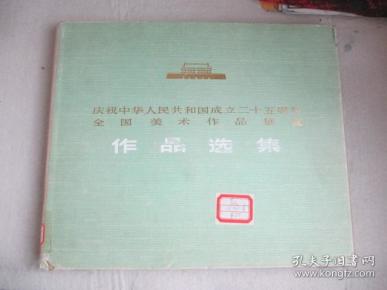 庆祝中华人民共和国成立二十五周年
全国美术作品展览
作品选集
孔夫子旧书网